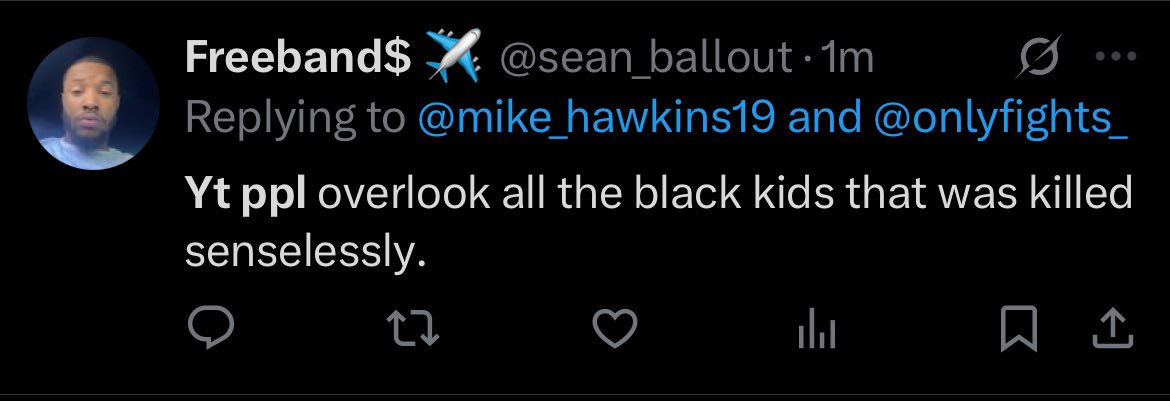 Freeband$ ✈️ @sean_ballout · 1m
Replying to @mike_hawkins19 and @onlyfights_
Yt ppl overlook all the black kids that was killed
senselessly.